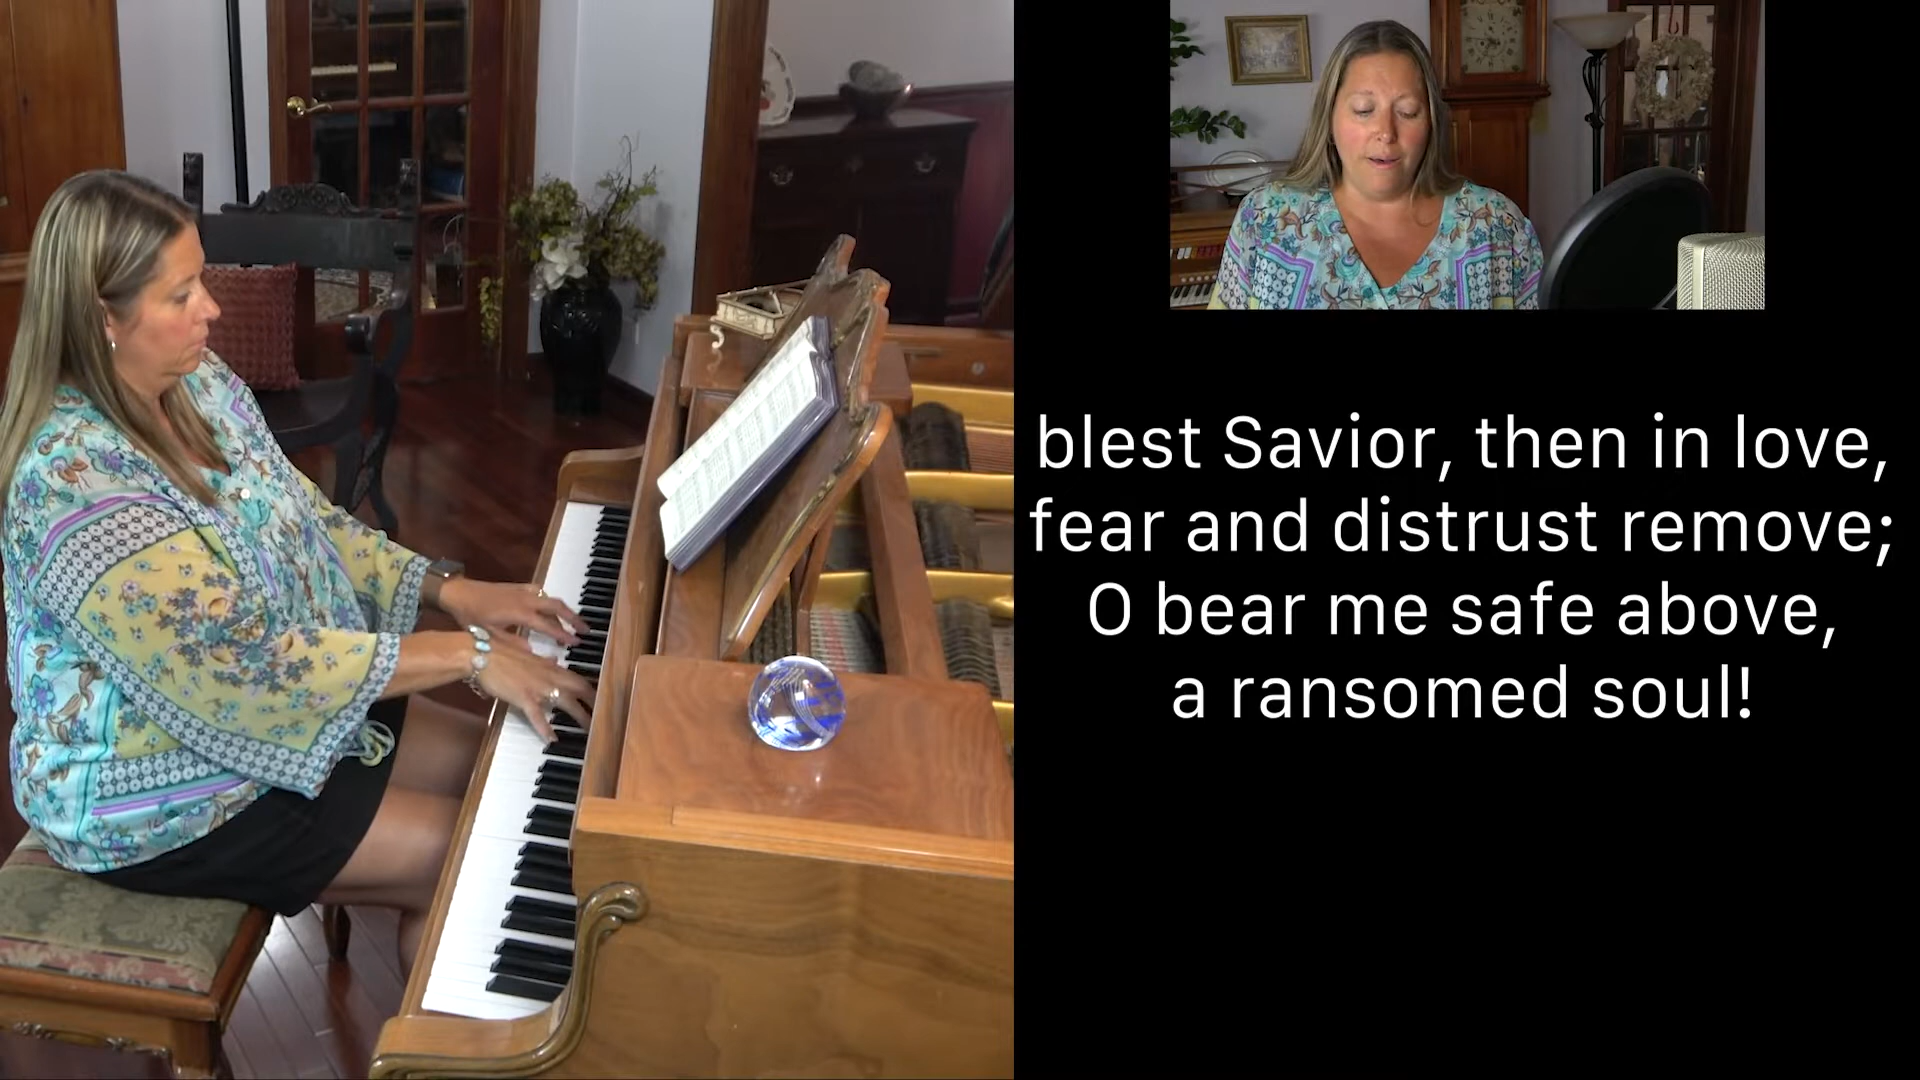 blest Savior, then in love,
fear and distrust remove;
O bear me safe above,
a ransomed soul!